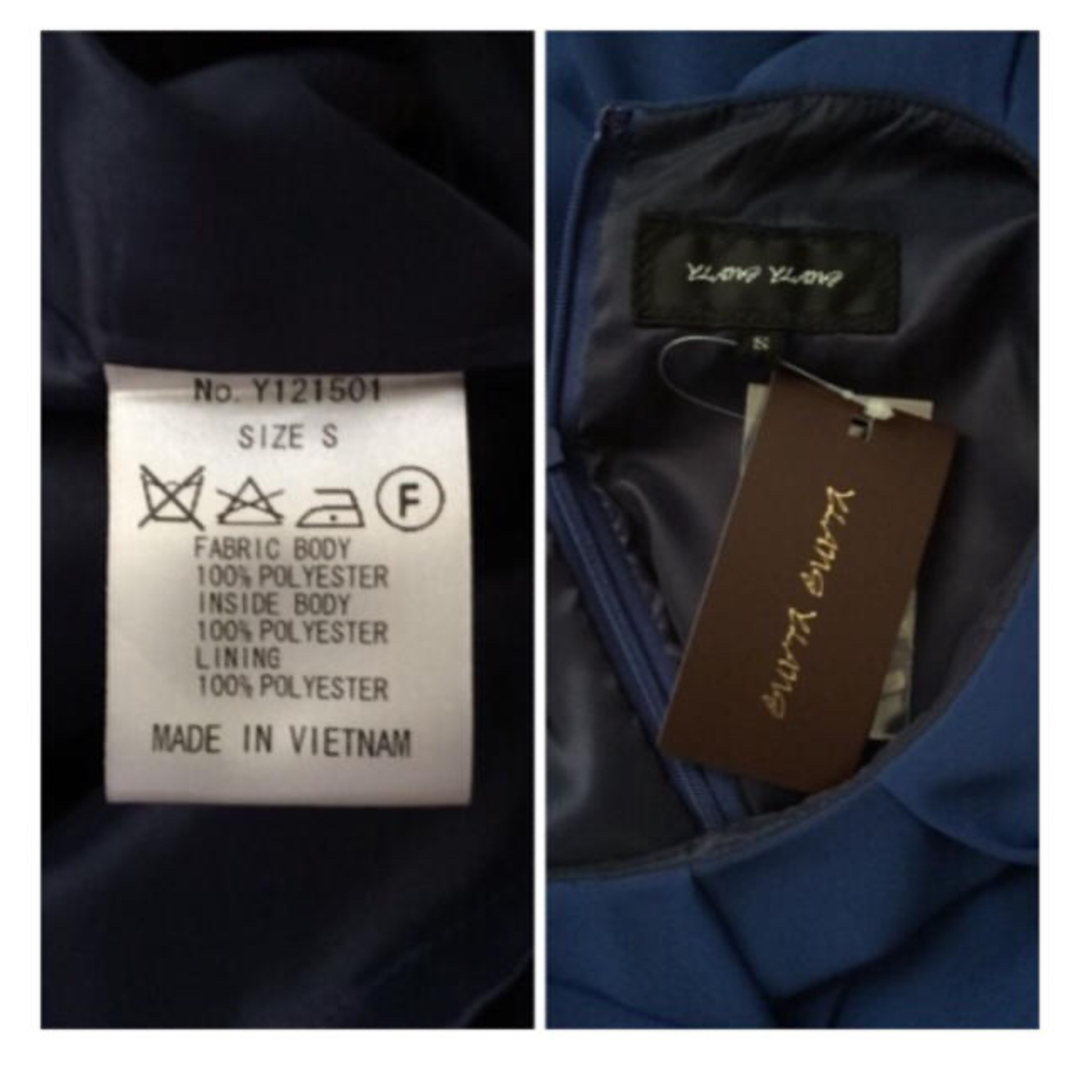 No. Y121501
SIZE S
F
FABRIC BODY
100% POLYESTER
INSIDE BODY
100% POLYESTER
LINING
100% POLYESTER
MADE IN VIETNAM
S